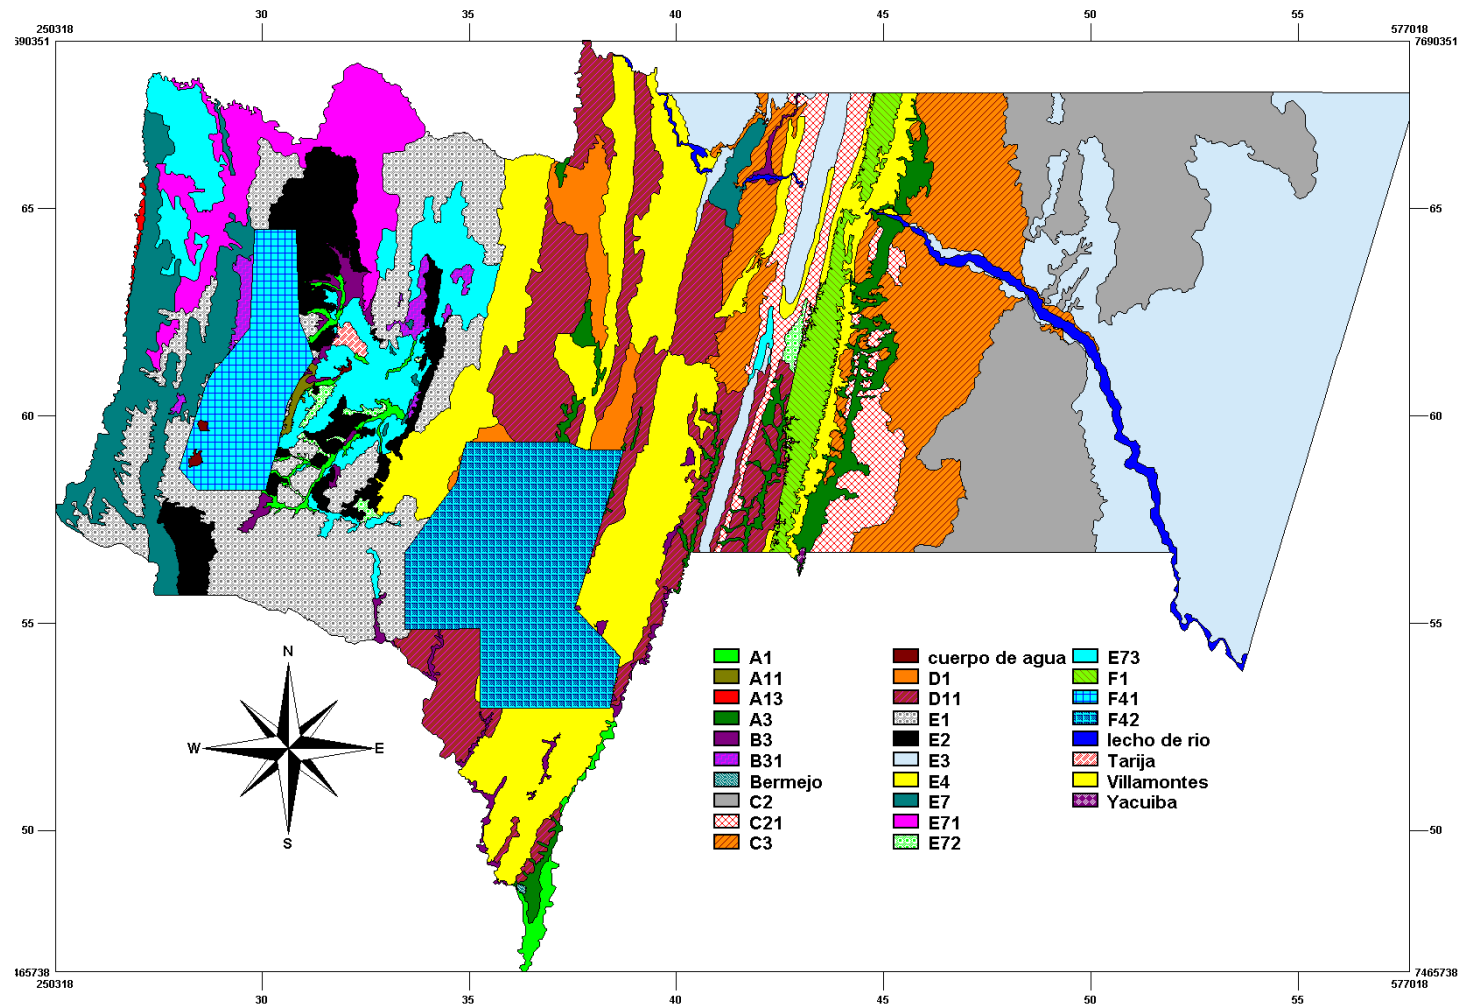 30 35 40 45 50 55
250318 577018
690351 7690351
65 65
60 60
55 55
50 50
N
W E
S
A1
A11
A13
A3
B3
B31
Bermejo
C2
C21
C3
cuerpo de agua
D1
D11
E1
E2
E3
E4
E7
E71
E72
E73
F1
F41
F42
lecho de rio
Tarija
Villamontes
Yacuiba
465738 7465738
250318 577018
30 35 40 45 50 55